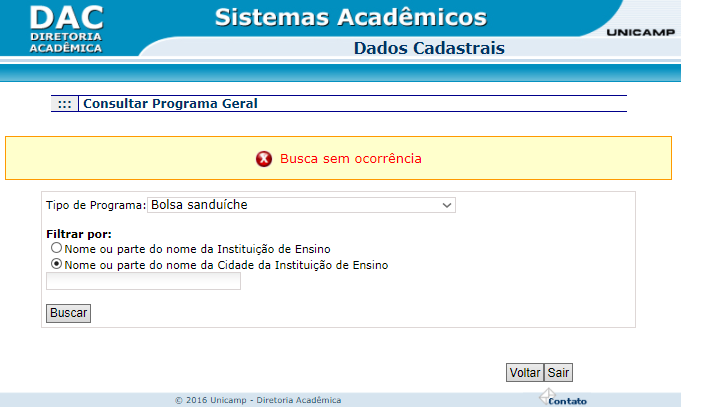 DAC
DIRETORIA
ACADÊMICA
Sistemas Acadêmicos
UNICAMP
Dados Cadastrais
::: Consultar Programa Geral
Busca sem ocorrência
Tipo de Programa: Bolsa sanduíche
Filtrar por:
Nome ou parte do nome da Instituição de Ensino
Nome ou parte do nome da Cidade da Instituição de Ensino
Buscar
Voltar Sair
© 2016 Unicamp - Diretoria Acadêmica
Contato